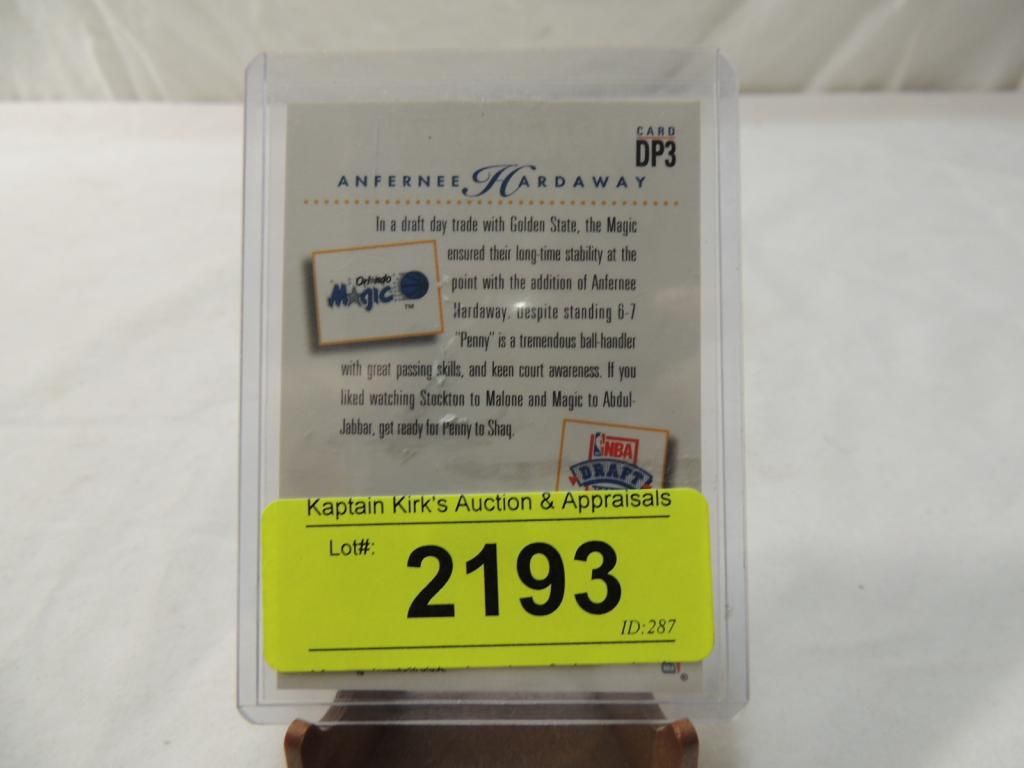 CARD
DP3
ANFERNEE HARDAWAY
In a draft day trade with Golden State, the Magic
ensured their long-time stability at the
point with the addition of Anfernee
Hardaway. Despite standing 6-7
"Penny" is a tremendous ball-handler
with great passing skills, and keen court awareness. If you
liked watching Stockton to Malone and Magic to Abdul-
Jabbar, get ready for Penny to Shaq.
Orlando
Magic
TM
NBA
DRAFT
Kaptain Kirk's Auction & Appraisals
Lot#:
2193
ID:287
®